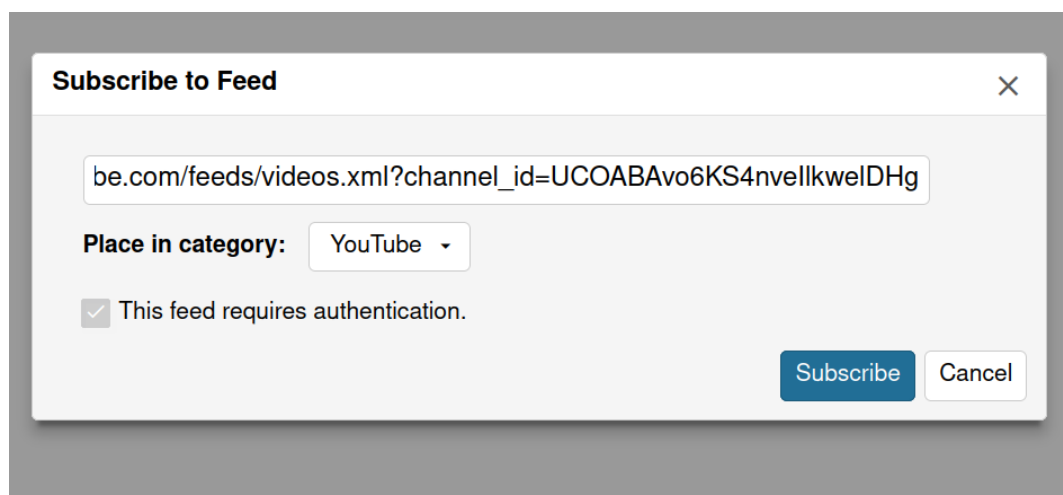 Subscribe to Feed
be.com/feeds/videos.xml?channel_id=UCOABAvo6KS4nvellkwelDHg
Place in category: YouTube
This feed requires authentication.
Subscribe Cancel